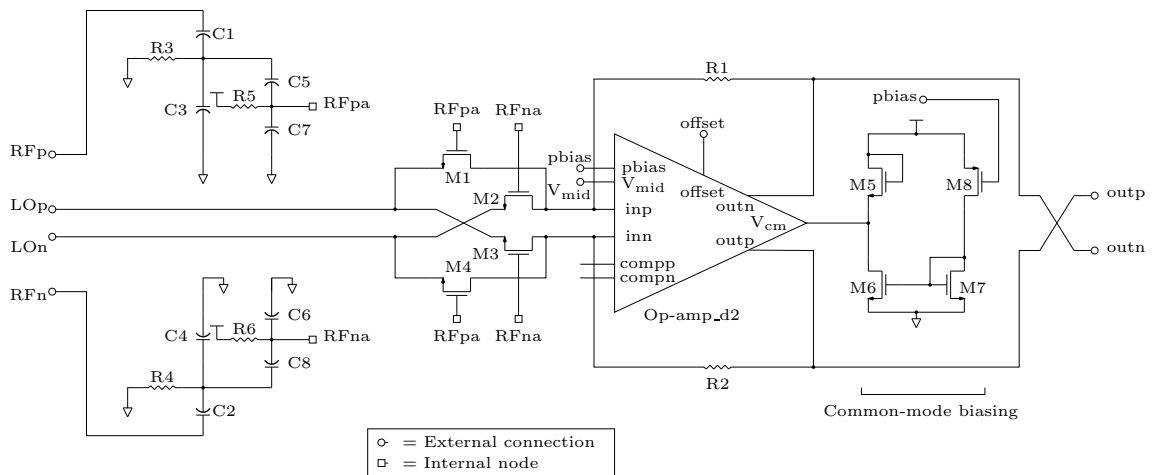 C1
R3
C5
R5
RFpa
C3
C7
RFp
LOp
LOn
RFn
C6
R6
C4
RFna
C8
R4
C2
RFpa
RFna
M1
M2
M3
M4
RFpa
RFna
R1
pbias
offset
pbias
pbias
Vmid
Vmid
offset
outn
inp
Vcm
inn
outp
compp
compn
Op-amp_d2
R2
M5
M8
M6
M7
Common-mode biasing
outp
outn
= External connection
= Internal node